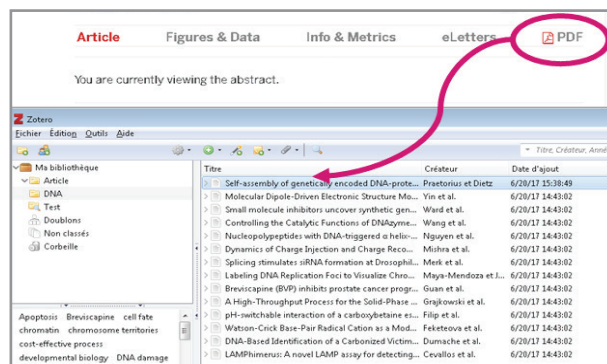 Article Figures & Data Info & Metrics eLetters PDF
You are currently viewing the abstract.
Zotero
Fichier Édition Outils Aide
Titre, Créateur, Anné
Ma bibliothèque
Article
DNA
Test
Doublons
Non classés
Corbeille
Titre Créateur Date d'ajout
Self-assembly of genetically encoded DNA-prote... Praetorius et Dietz 6/20/17 15:38:49
Molecular Dipole-Driven Electronic Structure Mo... Yin et al. 6/20/17 14:43:02
Small molecule inhibitors uncover synthetic gen... Ward et al. 6/20/17 14:43:02
Controlling the Catalytic Functions of DNAzyme... Wang et al. 6/20/17 14:43:02
Nucleopolypeptides with DNA-triggered α helix-... Nguyen et al. 6/20/17 14:43:02
Dynamics of Charge Injection and Charge Reco... Mishra et al. 6/20/17 14:43:02
Splicing stimulates siRNA formation at Drosophil... Merk et al. 6/20/17 14:43:02
Labeling DNA Replication Foci to Visualize Chro... Maya-Mendoza et J... 6/20/17 14:43:02
Breviscapine (BVP) inhibits prostate cancer progr... Guan et al. 6/20/17 14:43:02
A High-Throughput Process for the Solid-Phase ... Grajkowski et al. 6/20/17 14:43:02
pH-switchable interaction of a carboxybetaine es... Filip et al. 6/20/17 14:43:02
Watson-Crick Base-Pair Radical Cation as a Mod... Feketeova et al. 6/20/17 14:43:02
DNA-Based Identification of a Carbonized Victim... Dumache et al. 6/20/17 14:43:02
LAMPhimerus: A novel LAMP assay for detecting... Cevallos et al. 6/20/17 14:43:02
Apoptosis Breviscapine cell fate
chromatin chromosome territories
cost-effective process
developmental biology DNA damage